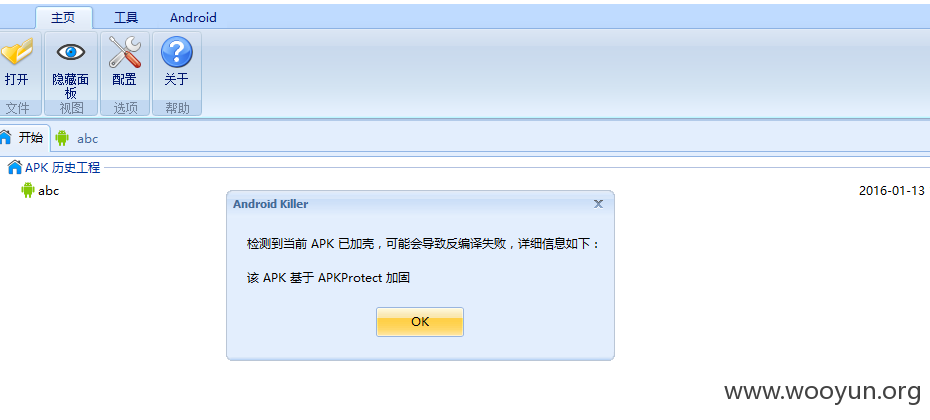 主页 工具 Android
打开 隐藏面板 配置 关于
文件 视图 选项 帮助
开始 abc
APK 历史工程
abc 2016-01-13
Android Killer
检测到当前 APK 已加壳，可能会导致反编译失败，详细信息如下：
该 APK 基于 APKProtect 加固
OK
www.wooyun.org